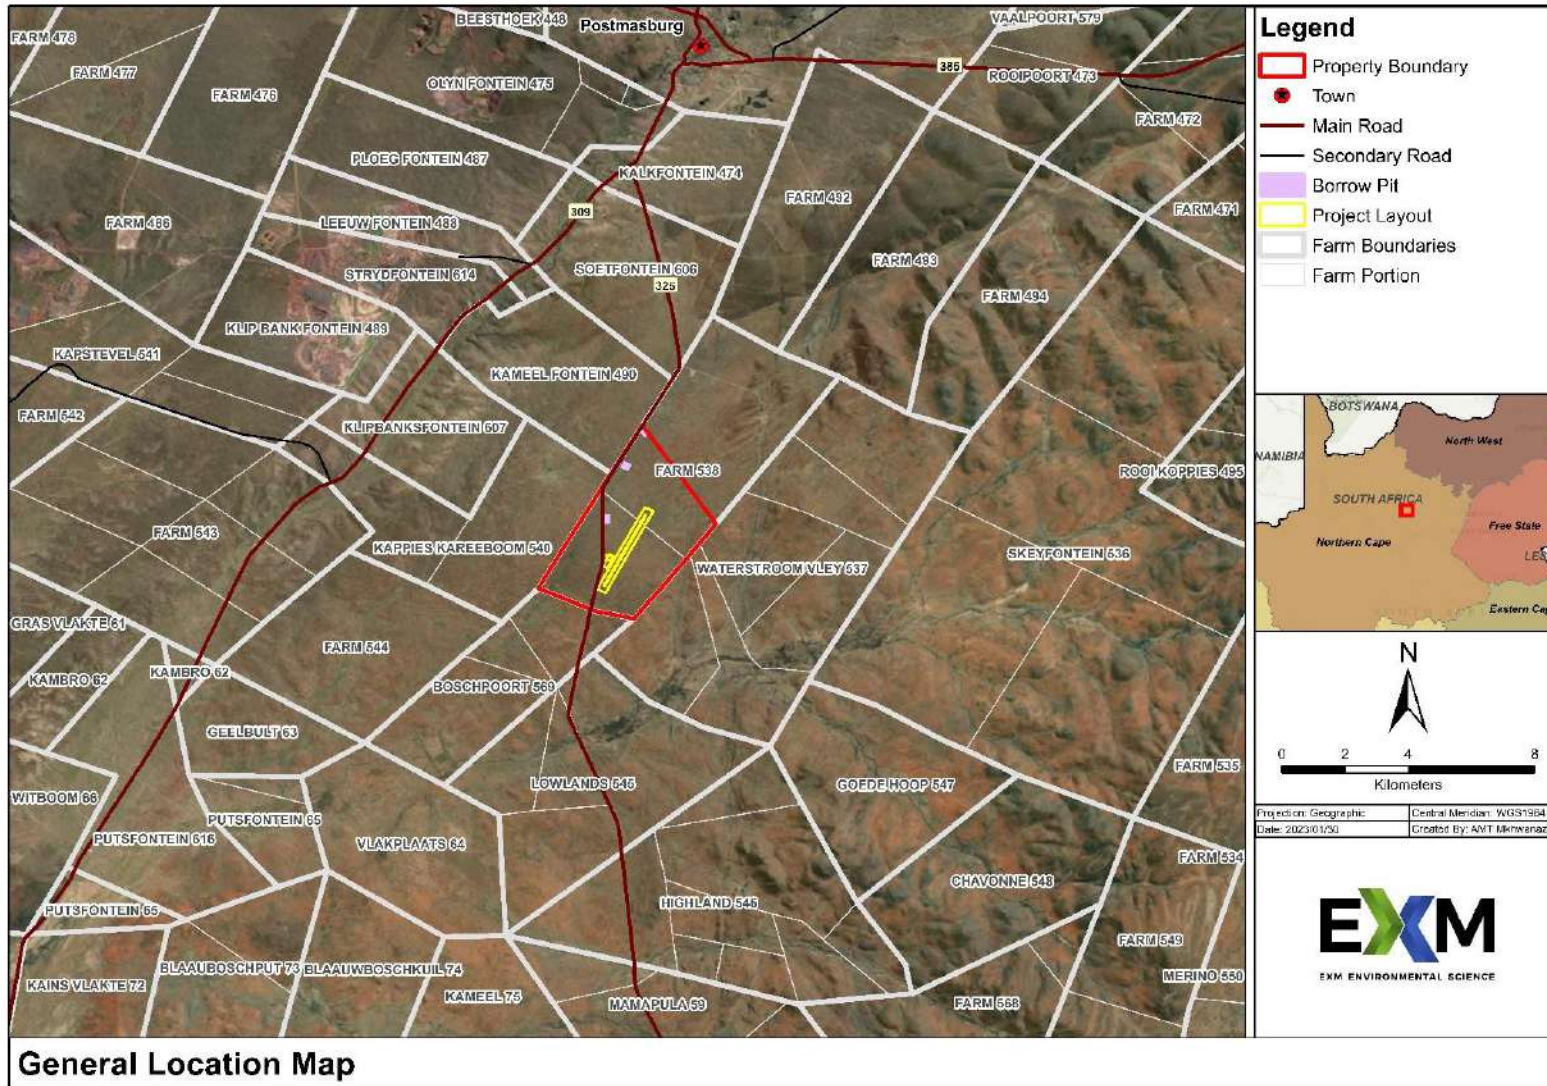 BEESTHOEK 448
VAALPOORT 579
Postmasburg
FARM 478
FARM 477
385
ROOIPOORT 473
OLYN FONTEIN 475
FARM 476
FARM 472
PLOEG FONTEIN 487
KALKFONTEIN 474
FARM 492
FARM 471
309
FARM 486
LEEUW FONTEIN 488
FARM 493
STRYDFONTEIN 614
SOETFONTEIN 606
325
FARM 494
KLIP BANK FONTEIN 489
KAPSTEVEL 541
KAMEEL FONTEIN 490
FARM 542
KLIPBANKSFONTEIN 507
FARM 538
ROOI KOPPIES 495
FARM 543
KAPPIES KAREEBOOM 540
SKEYFONTEIN 536
WATERSTROOM VLEY 537
GRAS VLAKTE 61
FARM 544
KAMBRO 62
KAMBRO 62
BOSCHPOORT 569
GEELBULT 63
FARM 535
LOWLANDS 545
GOEDE HOOP 547
WITBOOM 66
PUTSFONTEIN 65
PUTSFONTEIN 616
VLAKPLAATS 64
FARM 534
CHAVONNE 548
HIGHLAND 546
PUTSFONTEIN 65
FARM 549
BLAAUBOSCHPUT 73
BLAAUWBOSCHKUIL 74
MERINO 550
KAINS VLAKTE 72
KAMEEL 75
MAMAPULA 59
FARM 568
General Location Map
Legend
Property Boundary
Town
Main Road
Secondary Road
Borrow Pit
Project Layout
Farm Boundaries
Farm Portion
BOTSWANA
North West
NAMIBIA
SOUTH AFRICA
Free State
Northern Cape
LES
Eastern Cap
N
0 2 4 8
Kilometers
Projection: Geographic
Central Meridian: WGS1984
Date: 2023/01/30
Created By: AMT Mkhwanaz
EXM
EXM ENVIRONMENTAL SCIENCE